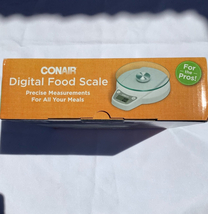 CONAIR
Digital Food Scale
Precise Measurements
For All Your Meals
For
the
Pros!